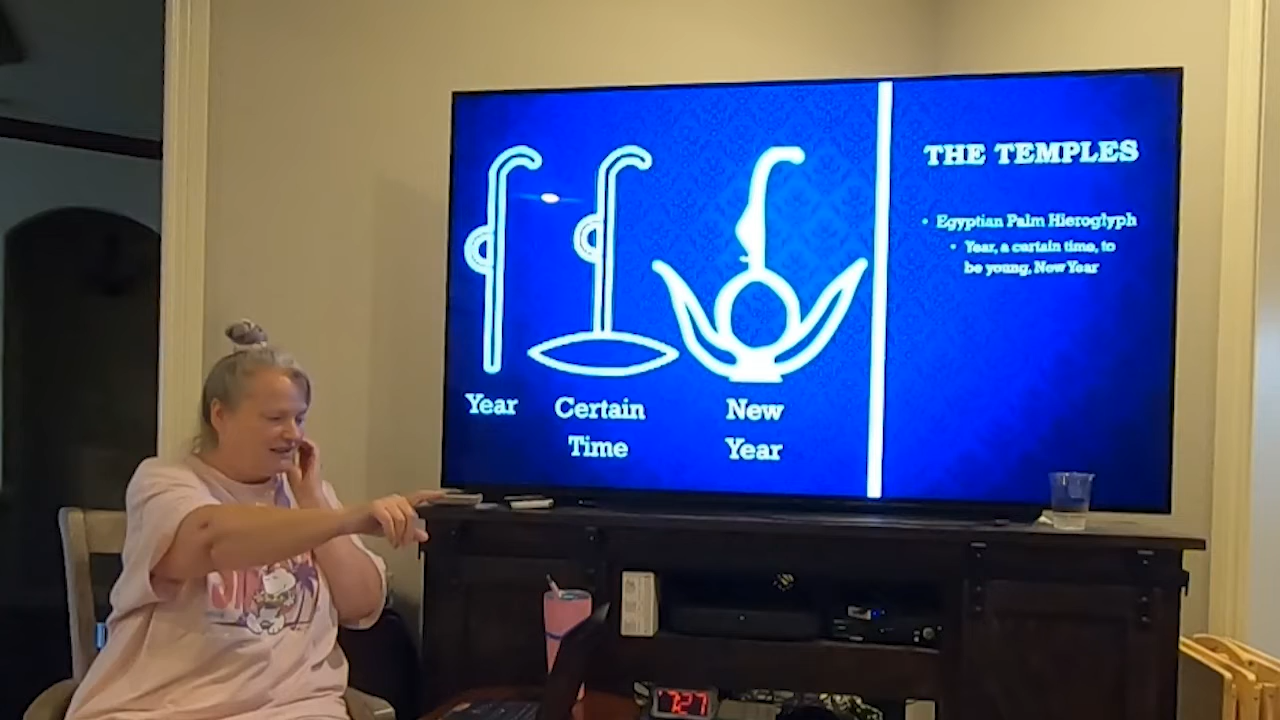 THE TEMPLES
• Egyptian Palm Hieroglyph
• Year, a certain time, to
be young, New Year
Year
Certain
Time
New
Year
7:27